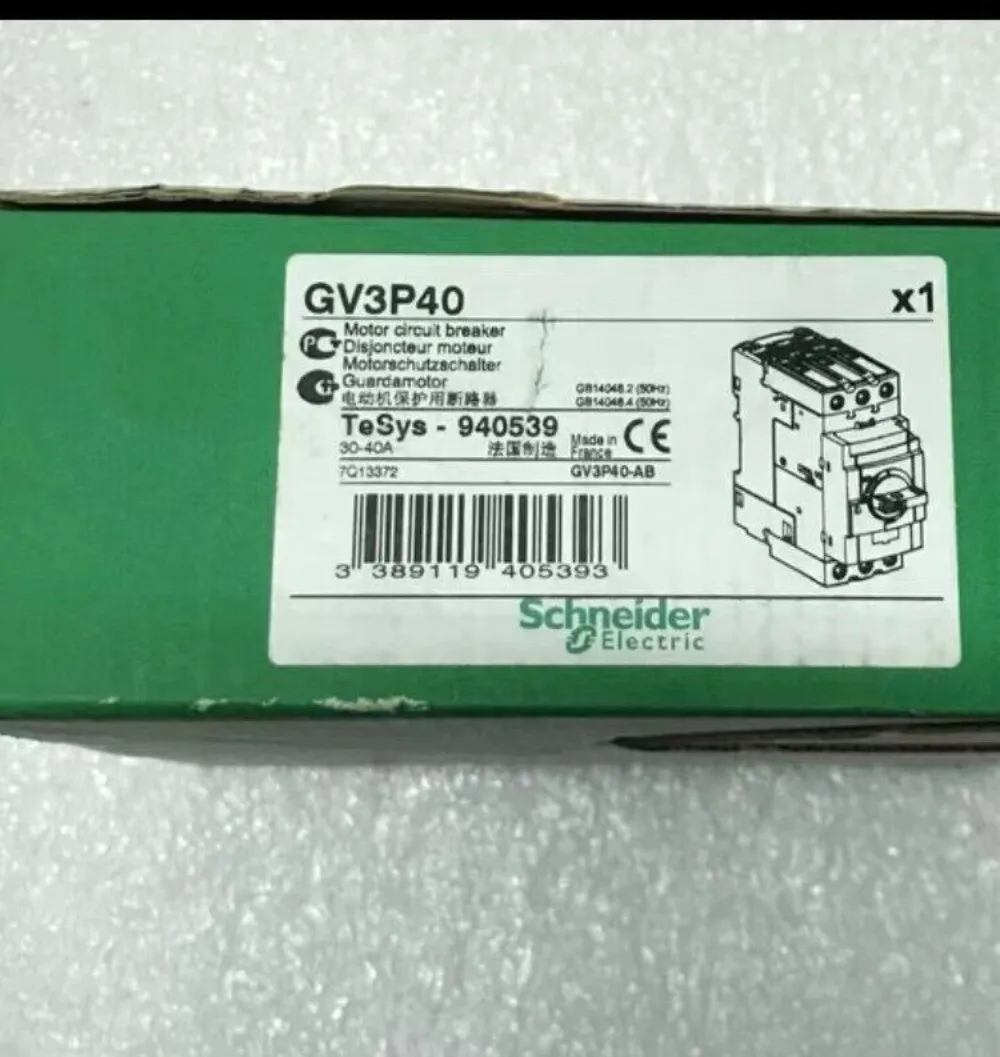 GV3P40 x1
Motor circuit breaker
Disjoncteur moteur
Motorschutzschalter
Guardamotor
电动机保护用断路器
GB14048.2 (50Hz)
GB14048.4 (50Hz)
TeSys - 940539
30-40A 法国制造 Made in France CE
7Q13372 GV3P40-AB
3 389119 405393
Schneider
Electric